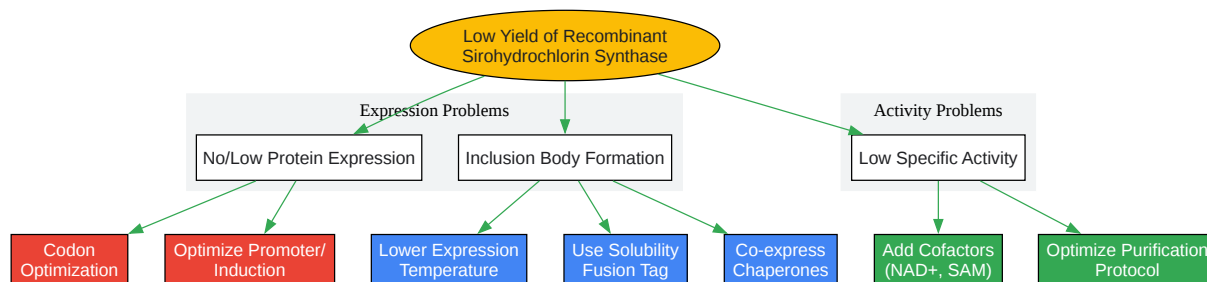 Low Yield of Recombinant
Sirohydrochlorin Synthase
Expression Problems
Activity Problems
No/Low Protein Expression
Inclusion Body Formation
Low Specific Activity
Codon
Optimization
Optimize Promoter/
Induction
Lower Expression
Temperature
Use Solubility
Fusion Tag
Co-express
Chaperones
Add Cofactors
(NAD+, SAM)
Optimize Purification
Protocol